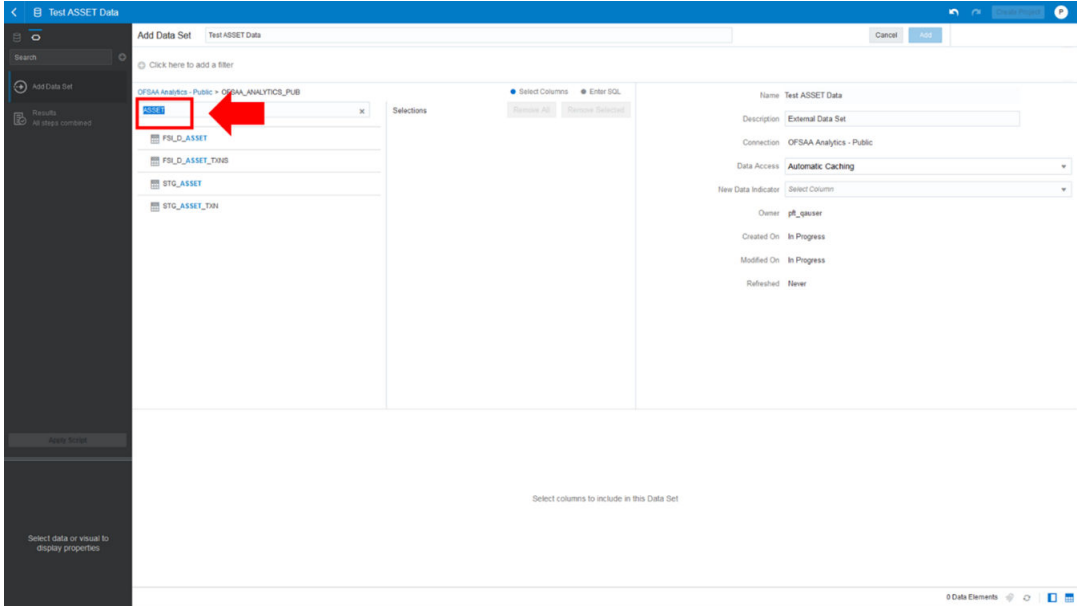 Test ASSET Data
Create Project
P
Add Data Set
Test ASSET Data
Cancel
Add
Search
Click here to add a filter
Add Data Set
Results
All steps combined
OFSAA Analytics - Public > OFSAA_ANALYTICS_PUB
Select Columns
Enter SQL
ASSET
Selections
Remove All
Remove Selected
FSI_D_ASSET
FSI_D_ASSET_TXNS
STG_ASSET
STG_ASSET_TXN
Name Test ASSET Data
Description External Data Set
Connection OFSAA Analytics - Public
Data Access Automatic Caching
New Data Indicator Select Column
Owner pft_qauser
Created On In Progress
Modified On In Progress
Refreshed Never
Apply Script
Select data or visual to
display properties
Select columns to include in this Data Set
0 Data Elements